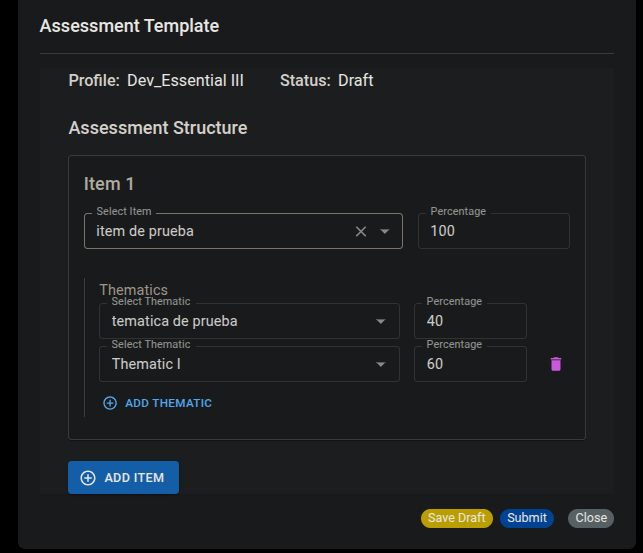 Assessment Template
Profile: Dev_Essential III Status: Draft
Assessment Structure
Item 1
Select Item
item de prueba
Percentage
100
Thematics
Select Thematic
tematica de prueba
Percentage
40
Select Thematic
Thematic I
Percentage
60
ADD THEMATIC
ADD ITEM
Save Draft Submit Close